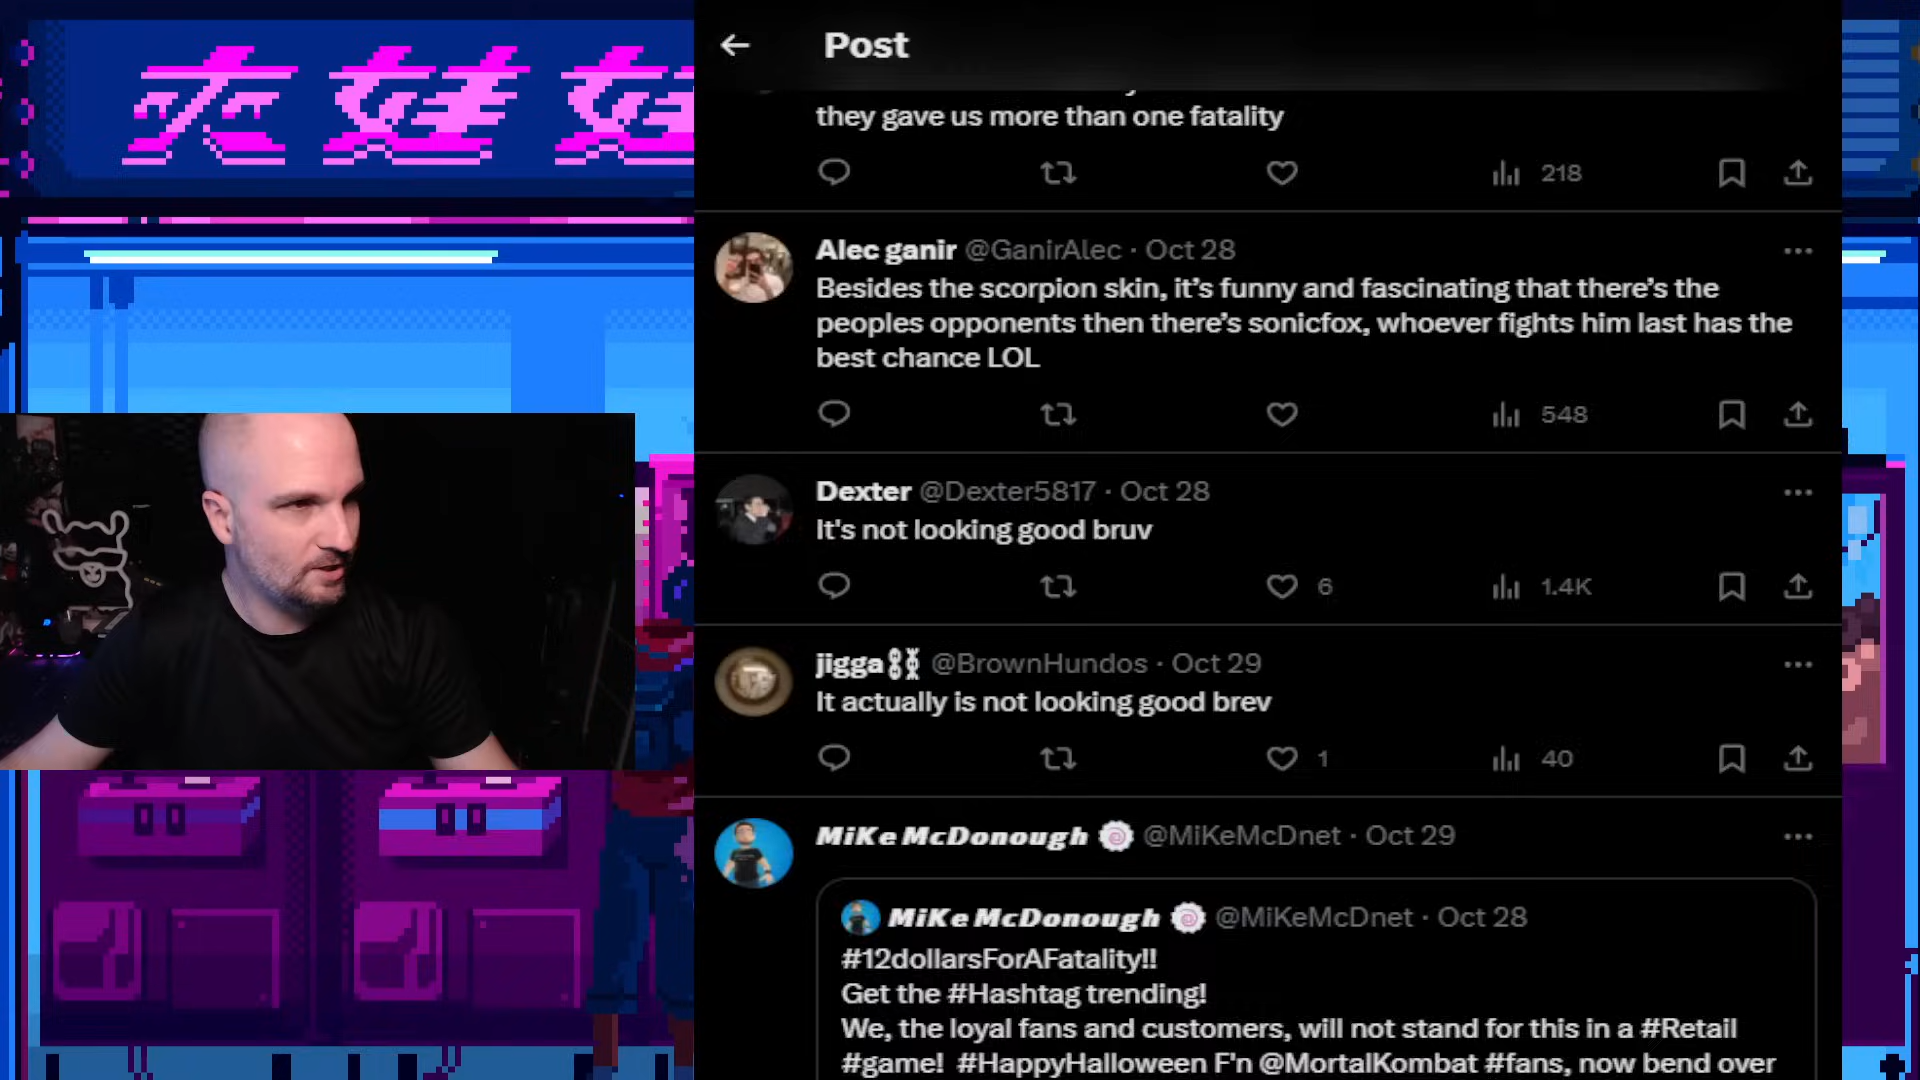 Post
they gave us more than one fatality
218
Alec ganir @GanirAlec · Oct 28
Besides the scorpion skin, it's funny and fascinating that there's the
peoples opponents then there's sonicfox, whoever fights him last has the
best chance LOL
548
Dexter @Dexter5817 · Oct 28
It's not looking good bruv
6 1.4K
jigga @BrownHundos · Oct 29
It actually is not looking good brev
1 40
MiKe McDonough @MiKeMcDnet · Oct 29
MiKe McDonough @MiKeMcDnet · Oct 28
#12dollarsForAFatality!!
Get the #Hashtag trending!
We, the loyal fans and customers, will not stand for this in a #Retail
#game! #HappyHalloween F'n @MortalKombat #fans, now bend over